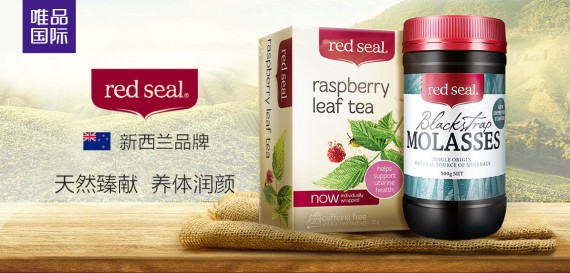 唯品
国际
red seal®
新西兰品牌
天然臻献 养体润颜
raspberry leaf tea
red seal®
raspberry
leaf tea
helps
support
uterine
health
now individually
wrapped
caffeine free
red seal®
Blackstrap
MOLASSES
SINGLE ORIGIN
NATURAL SOURCE OF MINERALS
500g NET